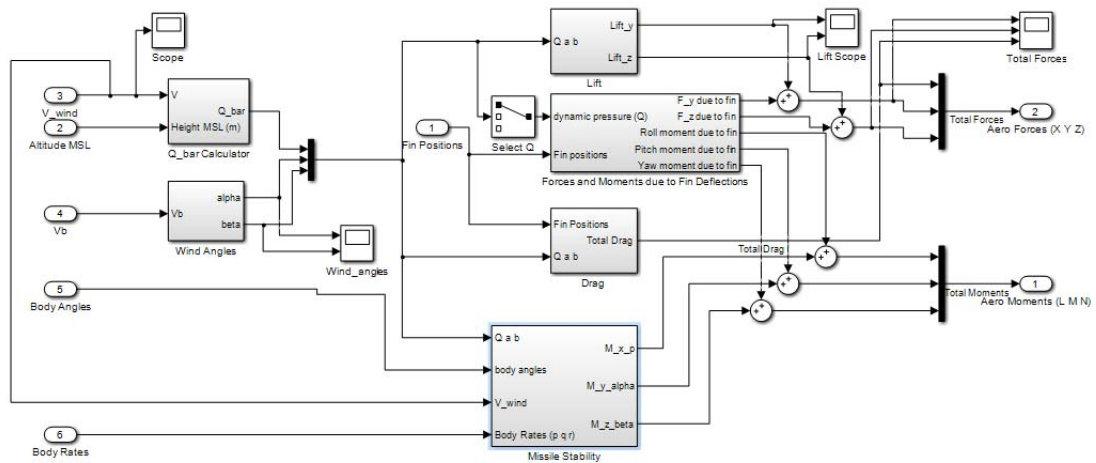 Scope
3
V_wind
2
Altitude MSL
V
Q_bar
Height MSL (m)
Q_bar Calculator
4
Vb
Vb
alpha
beta
Wind Angles
Wind_angles
5
Body Angles
6
Body Rates
1
Fin Positions
Select Q
Q a b
Lift_y
Lift_z
Lift
dynamic pressure (Q)
Fin positions
F_y due to fin
F_z due to fin
Roll moment due to fin
Pitch moment due to fin
Yaw moment due to fin
Forces and Moments due to Fin Deflections
Fin Positions
Total Drag
Q a b
Drag
Q a b
body angles
V_wind
Body Rates (p q r)
M_x_p
M_y_alpha
M_z_beta
Missile Stability
Lift Scope
Total Forces
Total Drag
Total Forces
2
Aero Forces (X Y Z)
Total Moments
1
Aero Moments (L M N)
+
+
+
+
+
+
+
+
+
+